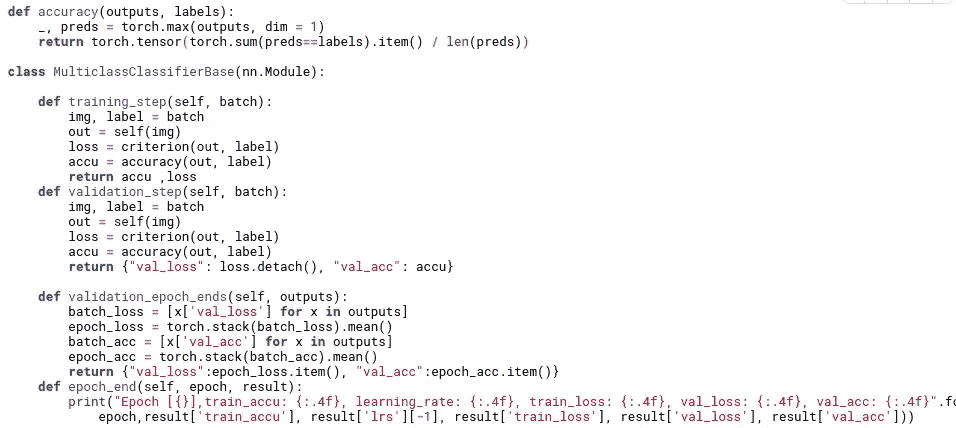 def accuracy(outputs, labels):
    _, preds = torch.max(outputs, dim = 1)
    return torch.tensor(torch.sum(preds==labels).item() / len(preds))

class MulticlassClassifierBase(nn.Module):

    def training_step(self, batch):
        img, label = batch
        out = self(img)
        loss = criterion(out, label)
        accu = accuracy(out, label)
        return accu ,loss
    def validation_step(self, batch):
        img, label = batch
        out = self(img)
        loss = criterion(out, label)
        accu = accuracy(out, label)
        return {"val_loss": loss.detach(), "val_acc": accu}

    def validation_epoch_ends(self, outputs):
        batch_loss = [x['val_loss'] for x in outputs]
        epoch_loss = torch.stack(batch_loss).mean()
        batch_acc = [x['val_acc'] for x in outputs]
        epoch_acc = torch.stack(batch_acc).mean()
        return {"val_loss":epoch_loss.item(), "val_acc":epoch_acc.item()}
    def epoch_end(self, epoch, result):
        print("Epoch [{}],train_accu: {:.4f}, learning_rate: {:.4f}, train_loss: {:.4f}, val_loss: {:.4f}, val_acc: {:.4f}".fo
            epoch,result['train_accu'], result['lrs'][-1], result['train_loss'], result['val_loss'], result['val_acc']))